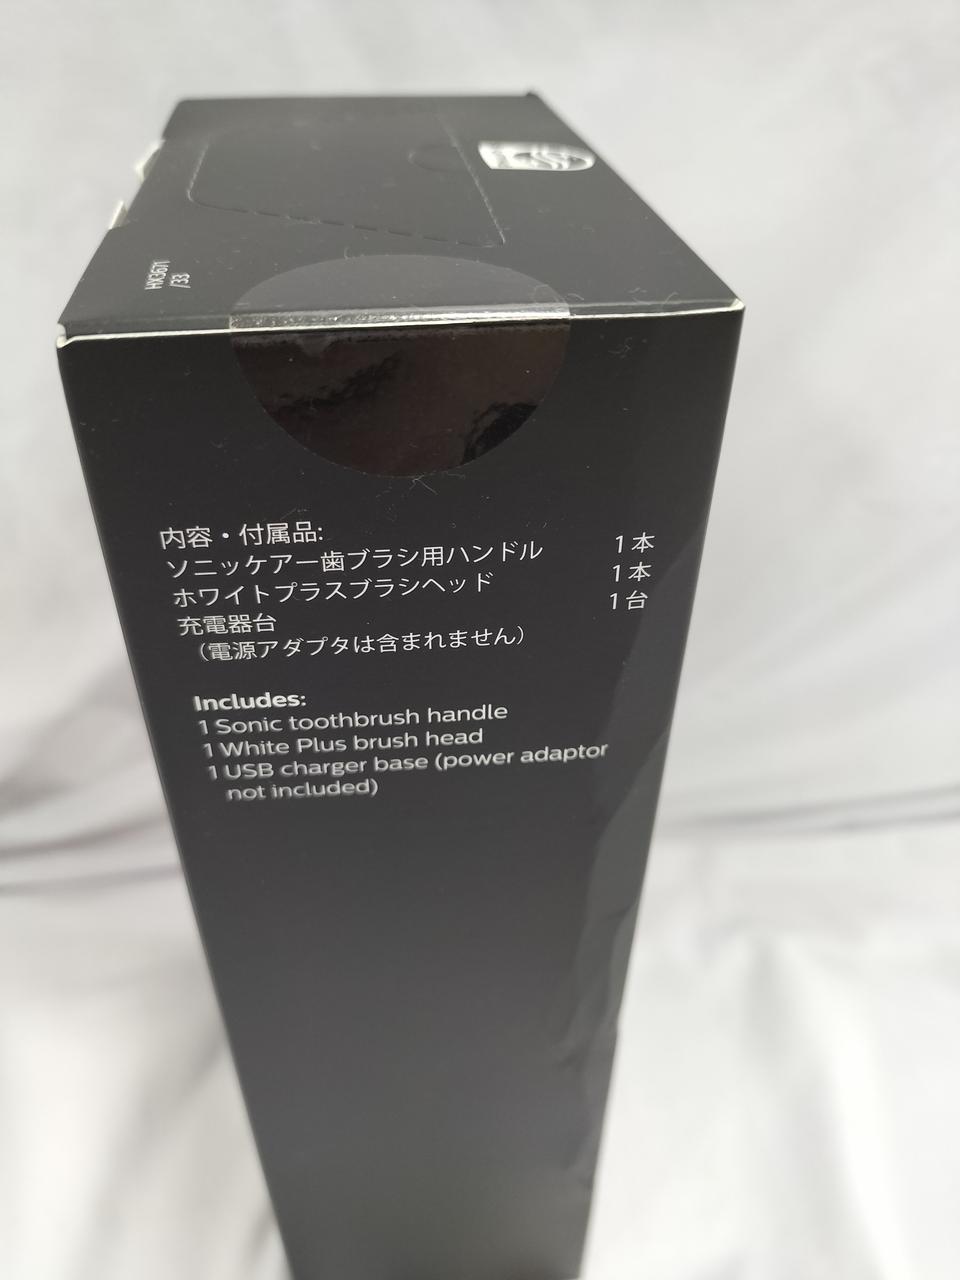 HX3671
/33
内容・付属品:
ソニッケアー歯ブラシ用ハンドル 1本
ホワイトプラスブラシヘッド 1本
充電器台 1台
（電源アダプタは含まれません）
Includes:
1 Sonic toothbrush handle
1 White Plus brush head
1 USB charger base (power adaptor
not included)